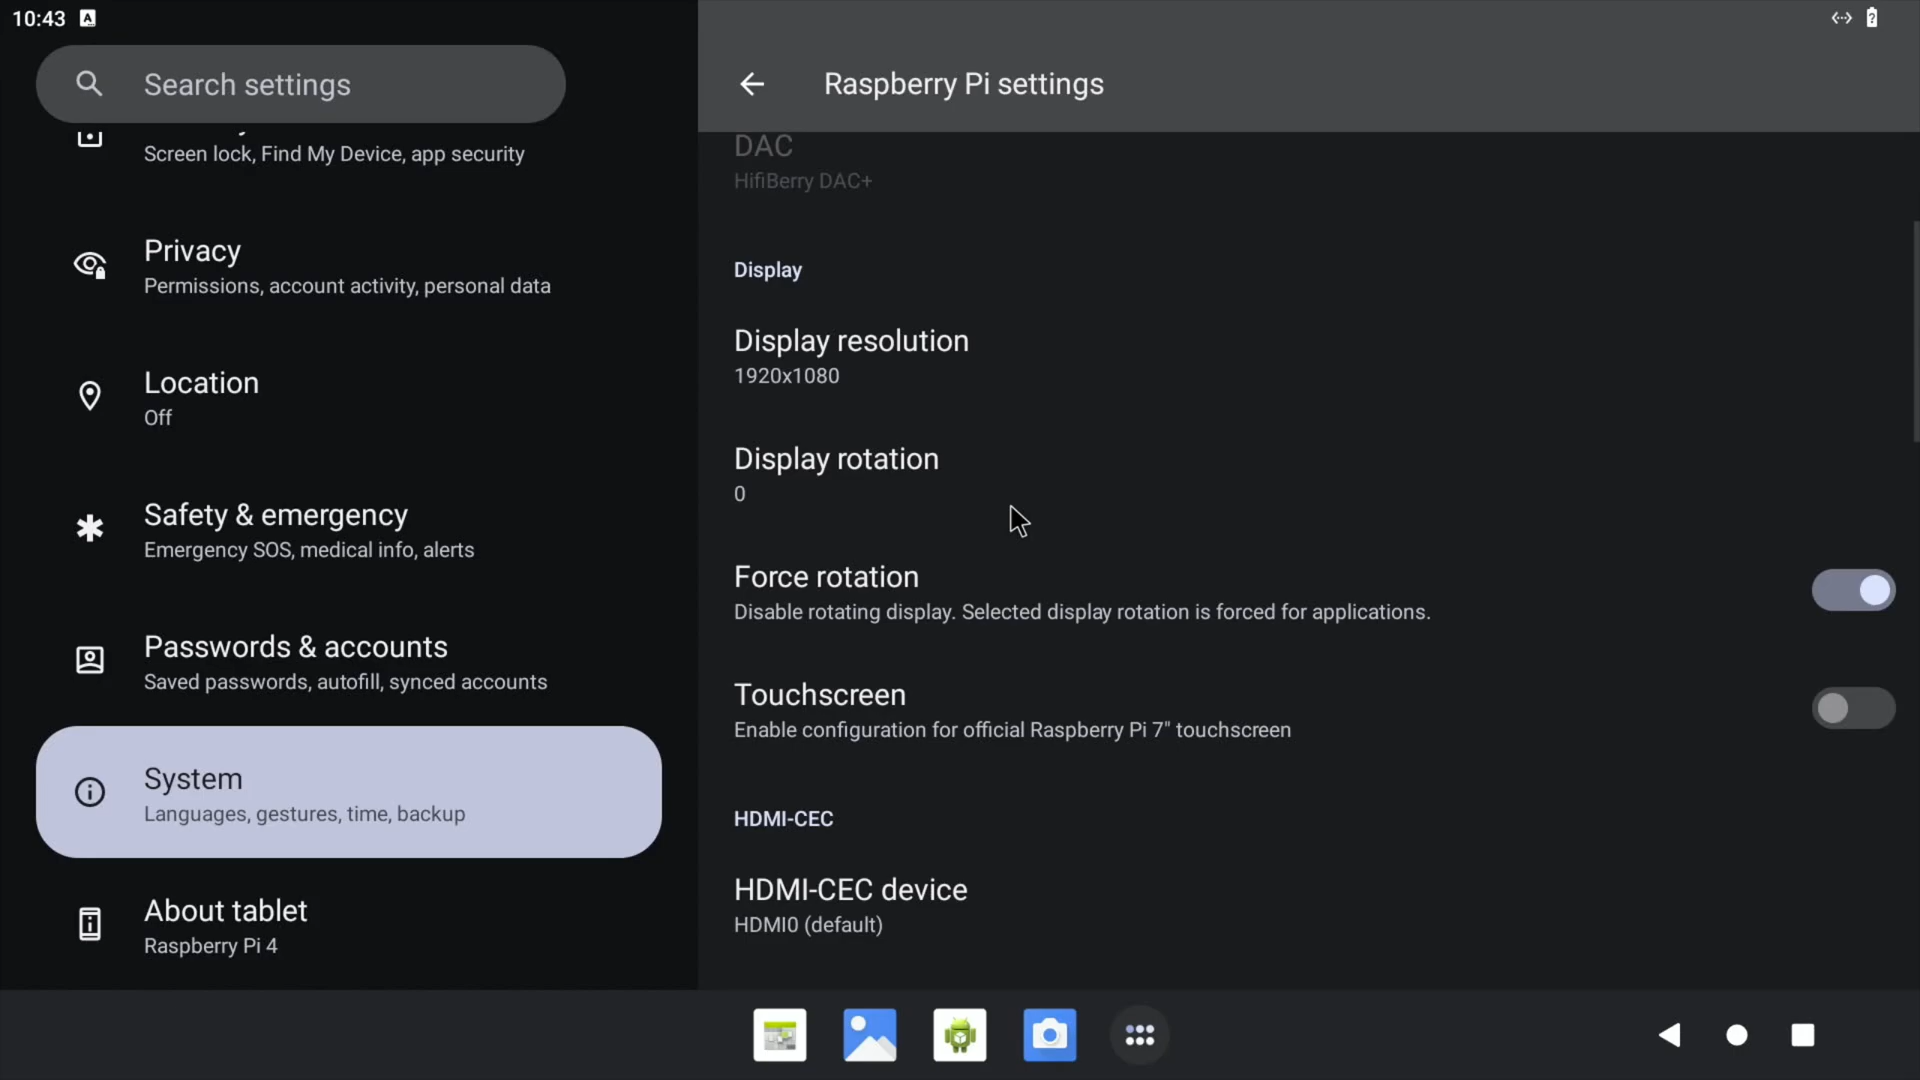 10:43
Search settings
Screen lock, Find My Device, app security
Privacy
Permissions, account activity, personal data
Location
Off
Safety & emergency
Emergency SOS, medical info, alerts
Passwords & accounts
Saved passwords, autofill, synced accounts
System
Languages, gestures, time, backup
About tablet
Raspberry Pi 4
Raspberry Pi settings
DAC
HifiBerry DAC+
Display
Display resolution
1920x1080
Display rotation
0
Force rotation
Disable rotating display. Selected display rotation is forced for applications.
Touchscreen
Enable configuration for official Raspberry Pi 7" touchscreen
HDMI-CEC
HDMI-CEC device
HDMI0 (default)